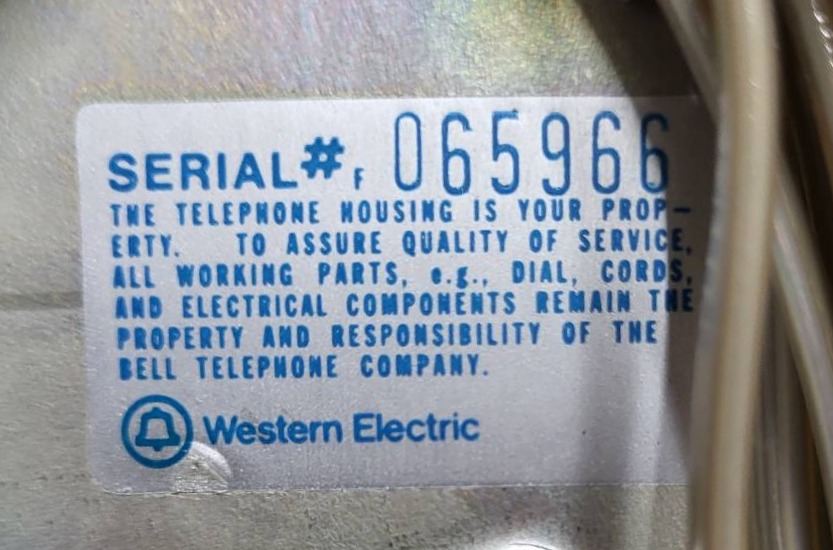 SERIAL# F 065966
THE TELEPHONE HOUSING IS YOUR PROP-
ERTY. TO ASSURE QUALITY OF SERVICE,
ALL WORKING PARTS, e.g., DIAL, CORDS,
AND ELECTRICAL COMPONENTS REMAIN THE
PROPERTY AND RESPONSIBILITY OF THE
BELL TELEPHONE COMPANY.
Western Electric